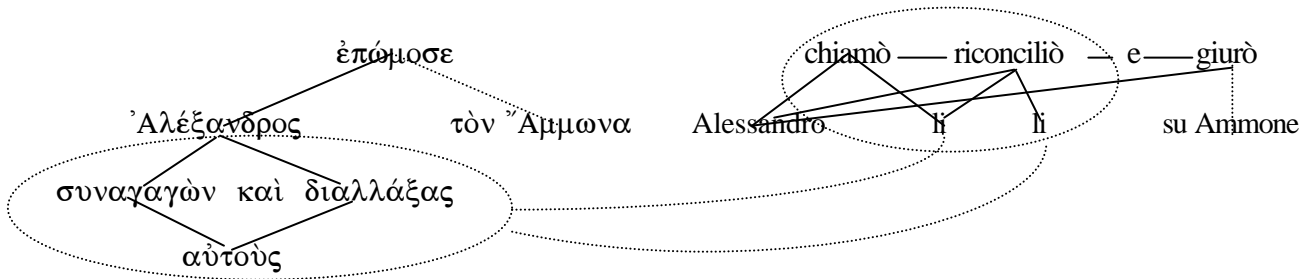 ἐπώμοσε chiamò riconciliò e giurò
Ἀλέξανδρος τὸν Ἄμμωνα Alessandro li li su Ammone
συναγαγὼν καὶ διαλλάξας
αὐτοὺς